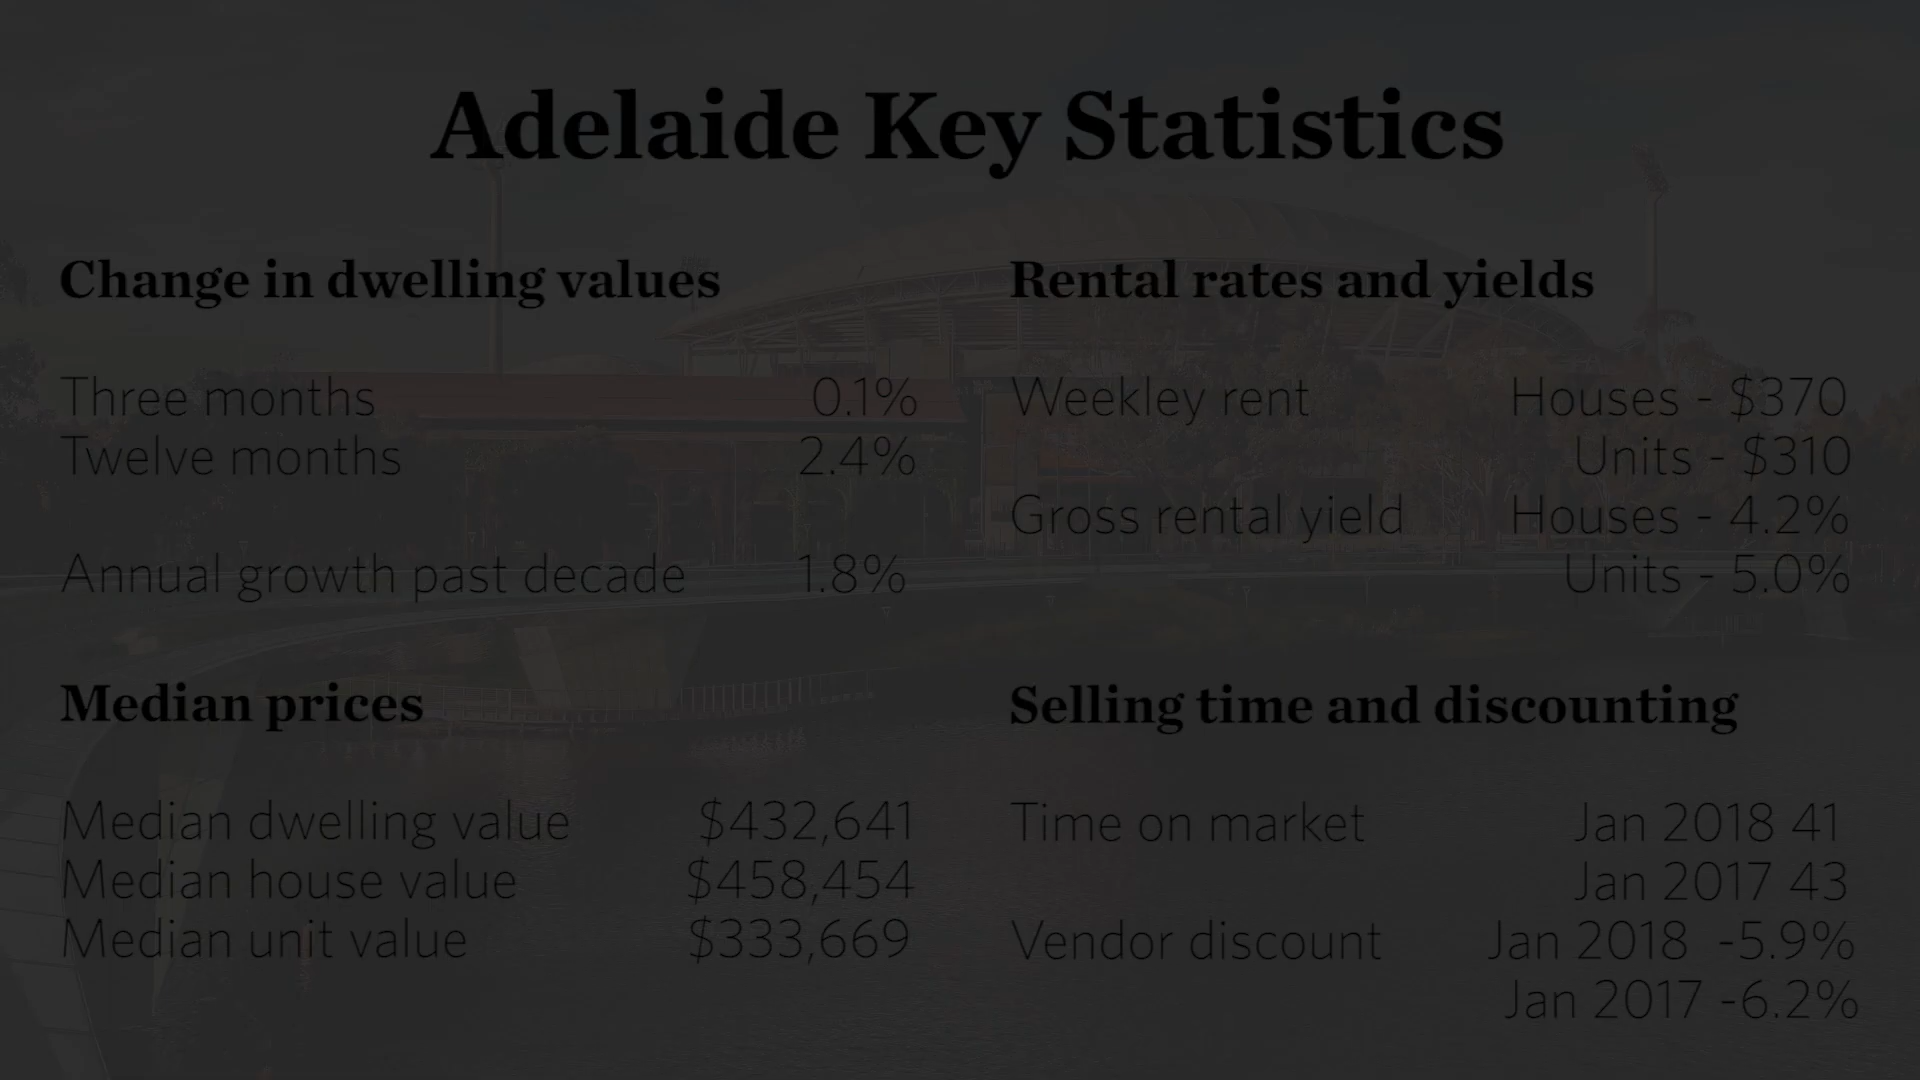 Adelaide Key Statistics
Change in dwelling values
Three months 0.1%
Twelve months 2.4%
Annual growth past decade 1.8%
Rental rates and yields
Weekley rent Houses - $370
Units - $310
Gross rental yield Houses - 4.2%
Units - 5.0%
Median prices
Median dwelling value $432,641
Median house value $458,454
Median unit value $333,669
Selling time and discounting
Time on market Jan 2018 41
Jan 2017 43
Vendor discount Jan 2018 -5.9%
Jan 2017 -6.2%